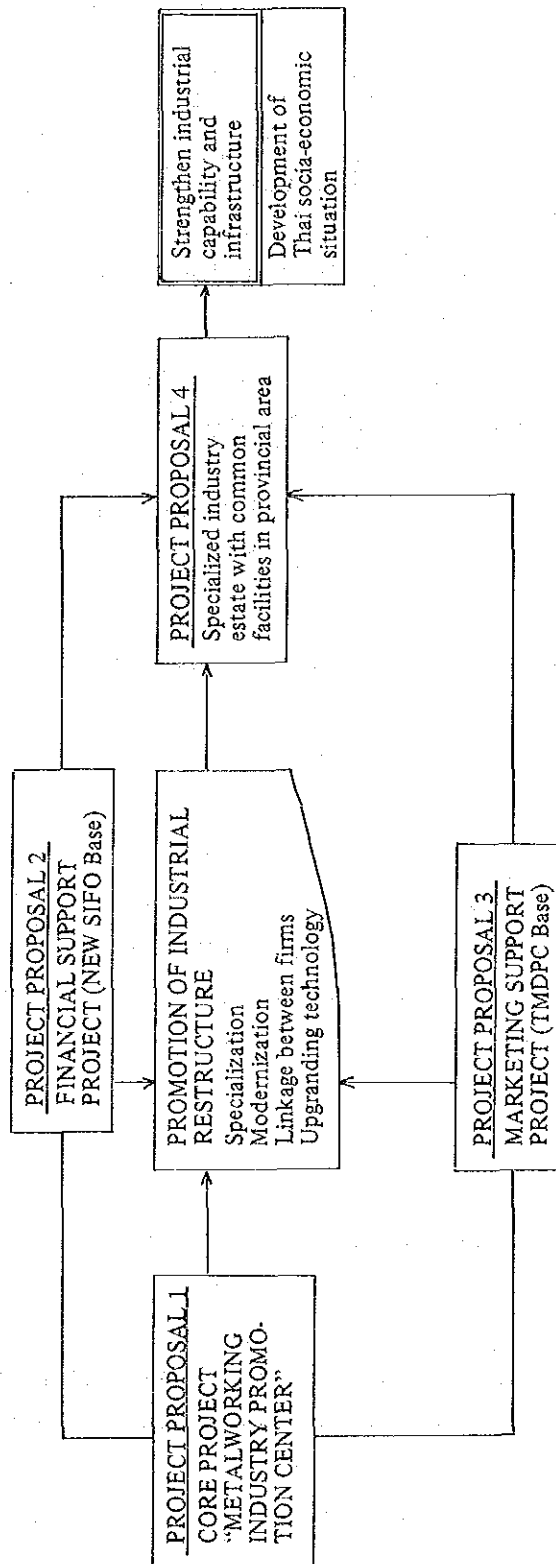 PROJECT PROPOSAL 1
CORE PROJECT
“METALWORKING
INDUSTRY PROMO-
TION CENTER”
PROJECT PROPOSAL 2
FINANCIAL SUPPORT
PROJECT (NEW SIFO Base)
PROMOTION OF INDUSTRIAL
RESTRUCTURE
Specialization
Modernization
Linkage between firms
Upgranding technology
PROJECT PROPOSAL 3
MARKETING SUPPORT
PROJECT (TMDPC Base)
PROJECT PROPOSAL 4
Specialized industry
estate with common
facilities in provincial area
Strengthen industrial
capability and
infrastructure
Development of
Thai socia-economic
situation